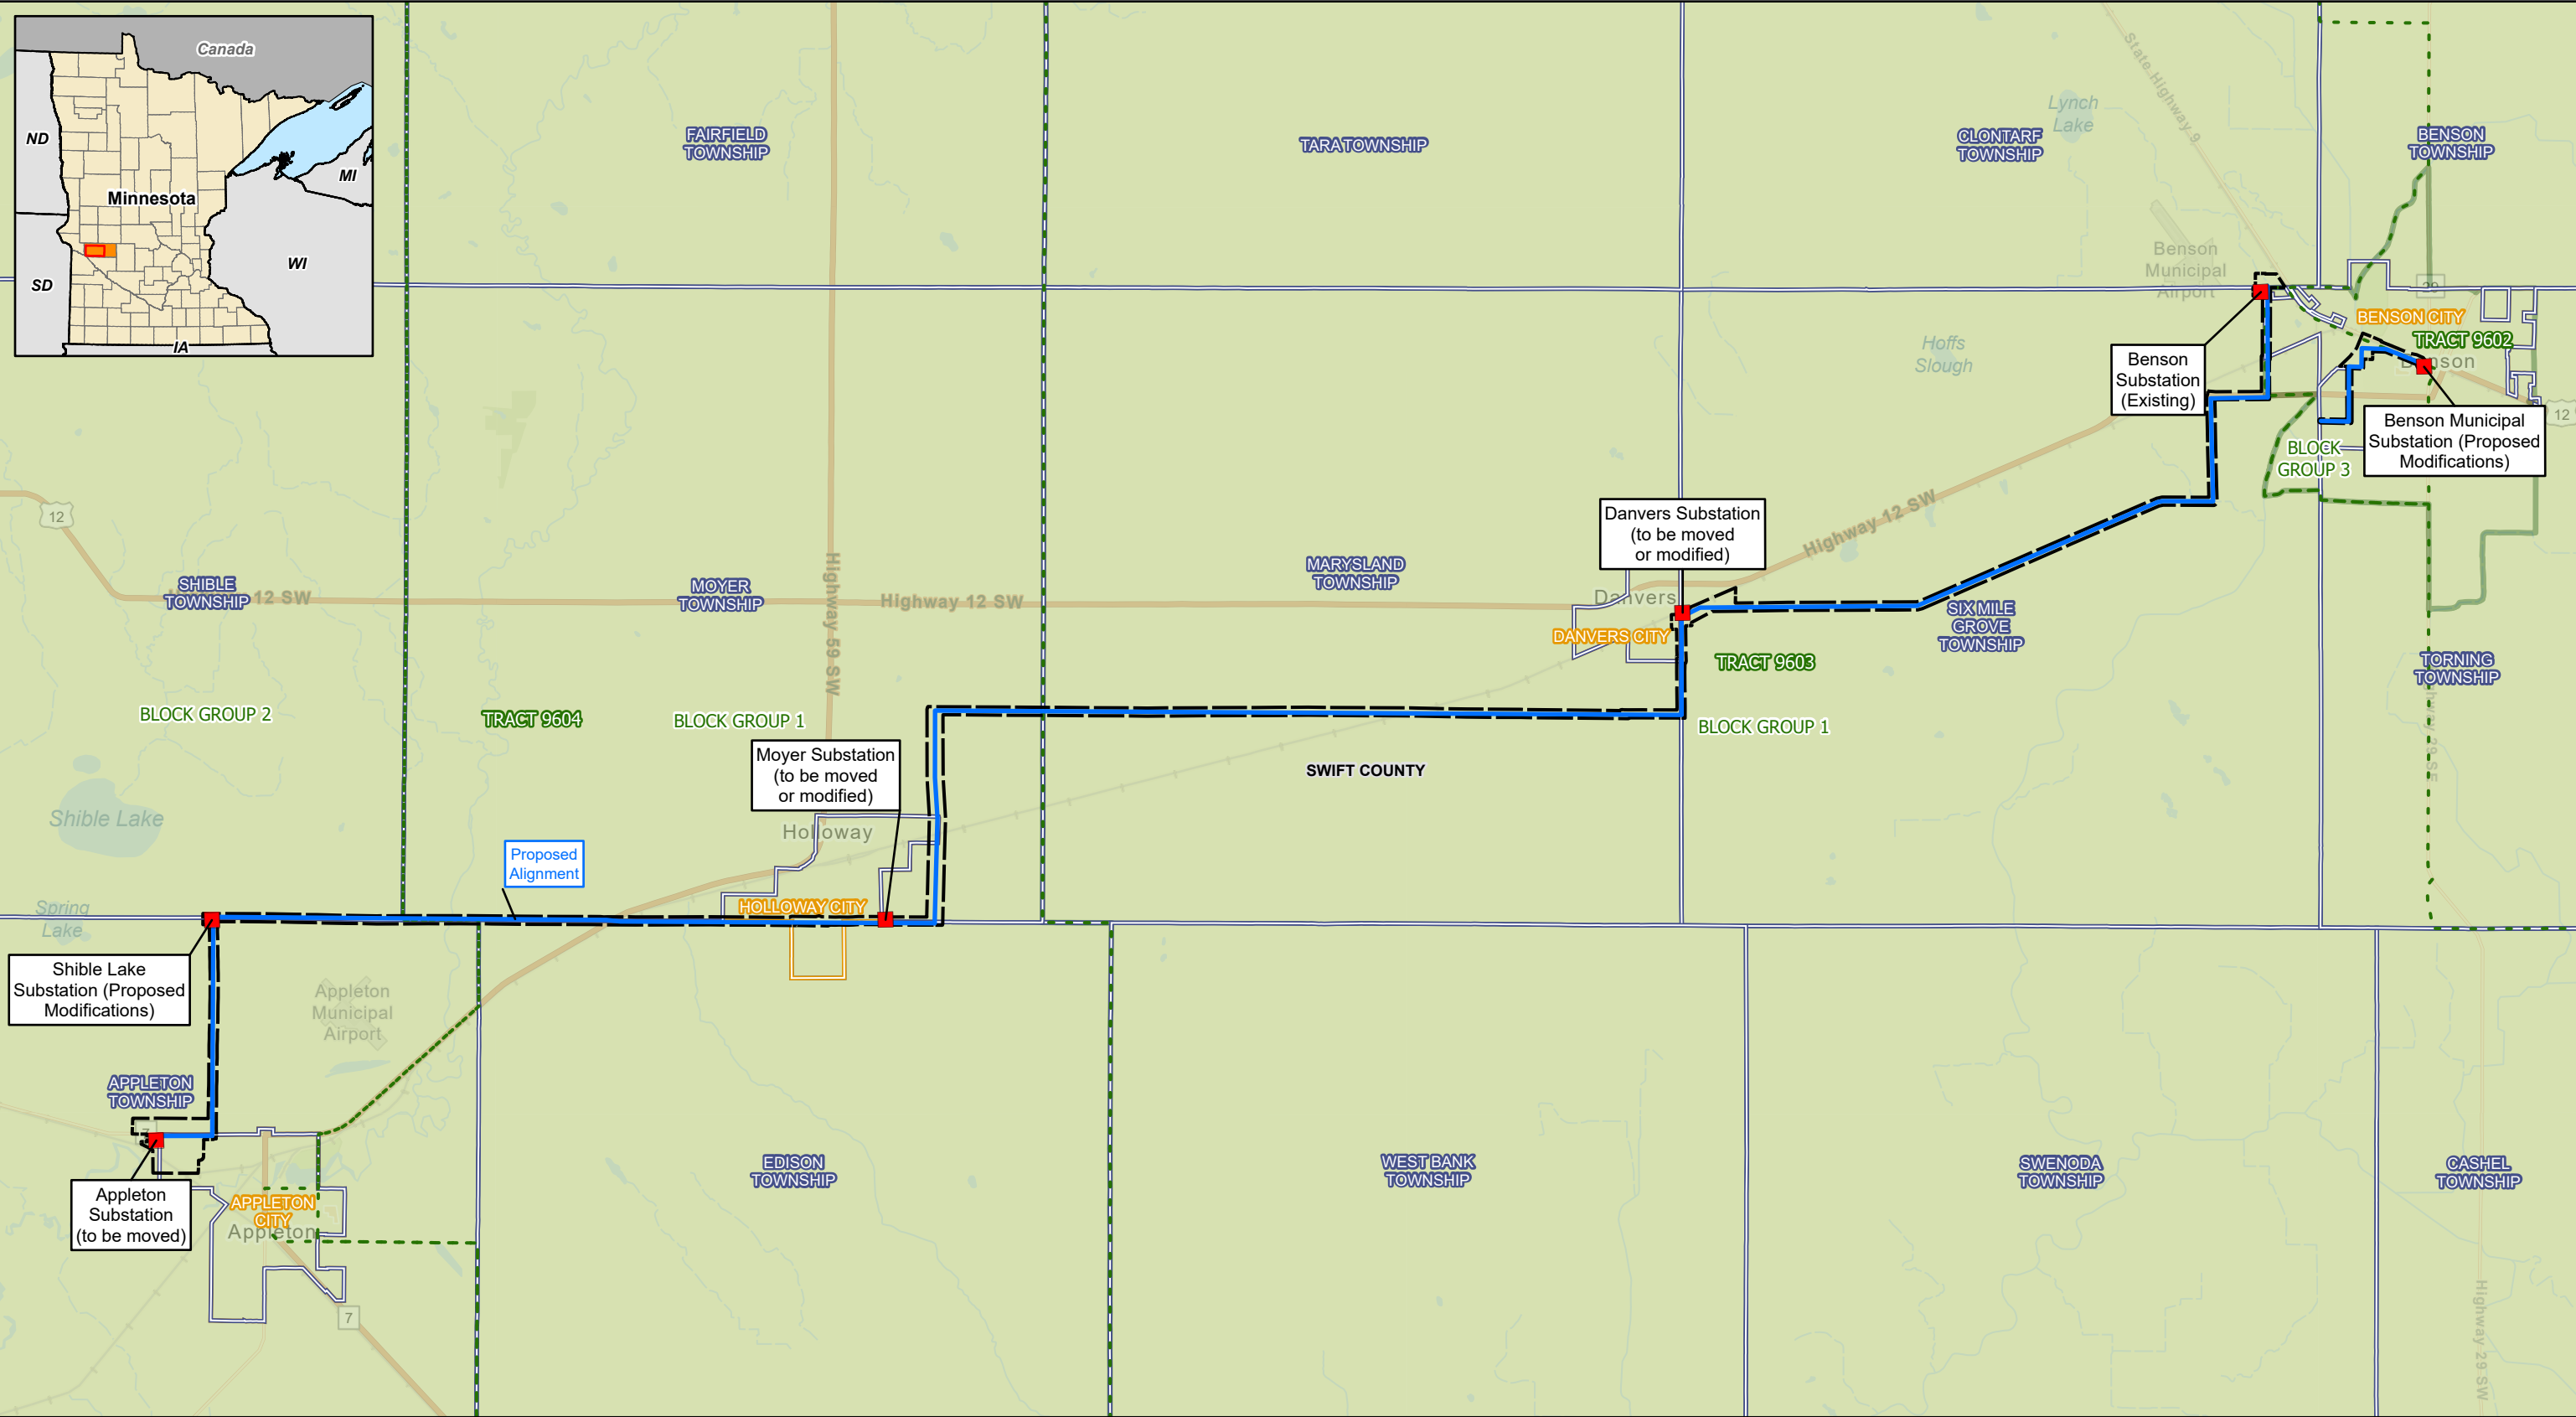 Canada
ND
MI
Minnesota
WI
SD
IA
FAIRFIELD
TOWNSHIP
TARA TOWNSHIP
CLONTARF
TOWNSHIP
Lynch
Lake
State Highway 9
BENSON
TOWNSHIP
Benson
Municipal
Airport
29
BENSON CITY
TRACT 9602
Hoffs
Slough
Benson
Substation
(Existing)
12
Benson Municipal
Substation (Proposed
Modifications)
BLOCK
GROUP 3
12
Danvers Substation
(to be moved
or modified)
Highway 12 SW
SHIBLE
TOWNSHIP
12 SW
MOYER
TOWNSHIP
Highway 12 SW
Highway 59 SW
MARYSLAND
TOWNSHIP
Danvers
DANVERS CITY
SIX MILE
GROVE
TOWNSHIP
TRACT 9603
TORNING
TOWNSHIP
BLOCK GROUP 2
TRACT 9604
BLOCK GROUP 1
BLOCK GROUP 1
Moyer Substation
(to be moved
or modified)
SWIFT COUNTY
Shible Lake
Holloway
Proposed
Alignment
HOLLOWAY CITY
Spring
Lake
Shible Lake
Substation (Proposed
Modifications)
Appleton
Municipal
Airport
APPLETON
TOWNSHIP
7
Appleton
Substation
(to be moved)
APPLETON
CITY
Appleton
EDISON
TOWNSHIP
WEST BANK
TOWNSHIP
SWENODA
TOWNSHIP
CASHEL
TOWNSHIP
7
Highway 29 SW